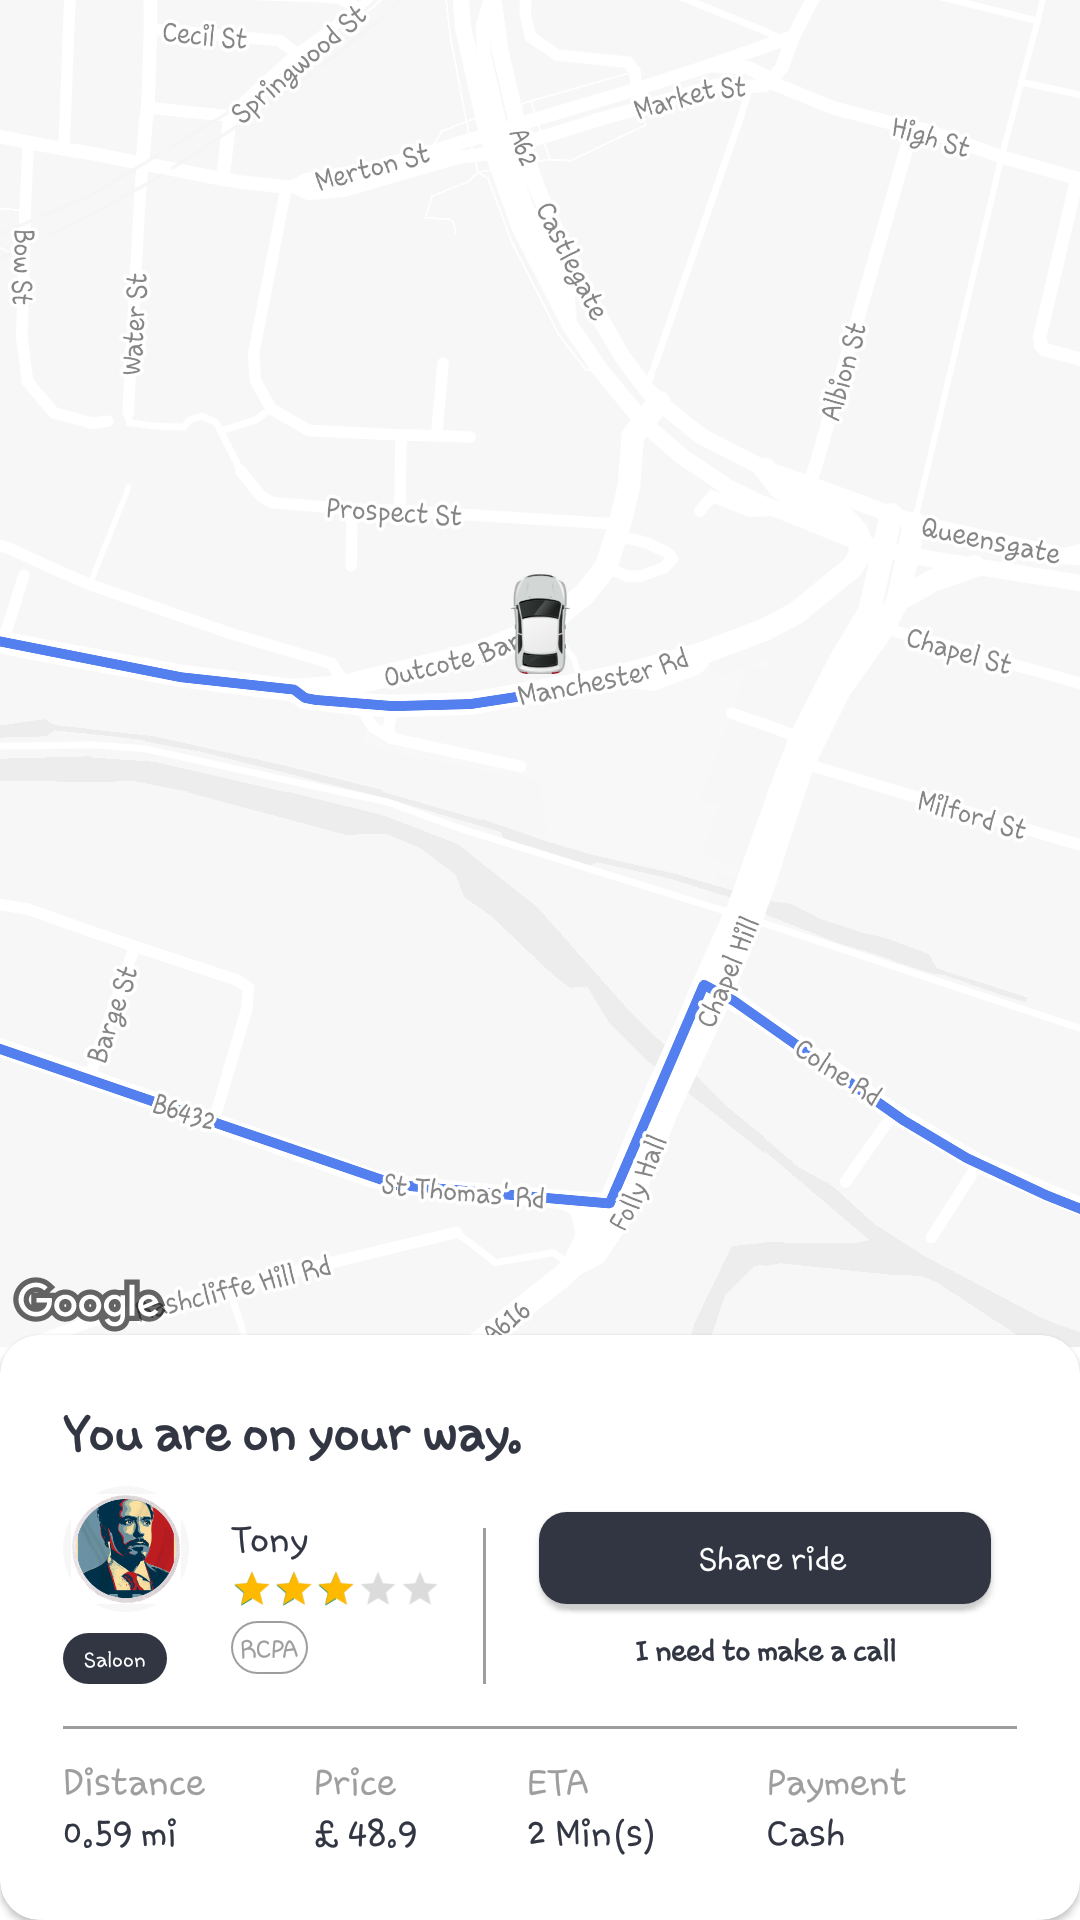 Cecil St
Springwood St
Market St
High St
A62
Merton St
Castlegate
Bow St
Water St
Albion St
Prospect St
Queensgate
Outcote Ban
Manchester Rd
Chapel St
Milford St
Chapel Hill
Barge St
Colne Rd
B6432
St Thomas' Rd
Folly Hall
Hill Rd
A616
Google
You are on your way.
Tony
RCPA
Saloon
Share ride
I need to make a call
Distance
Price
ETA
Payment
0.59 mi
£ 48.9
2 Min(s)
Cash